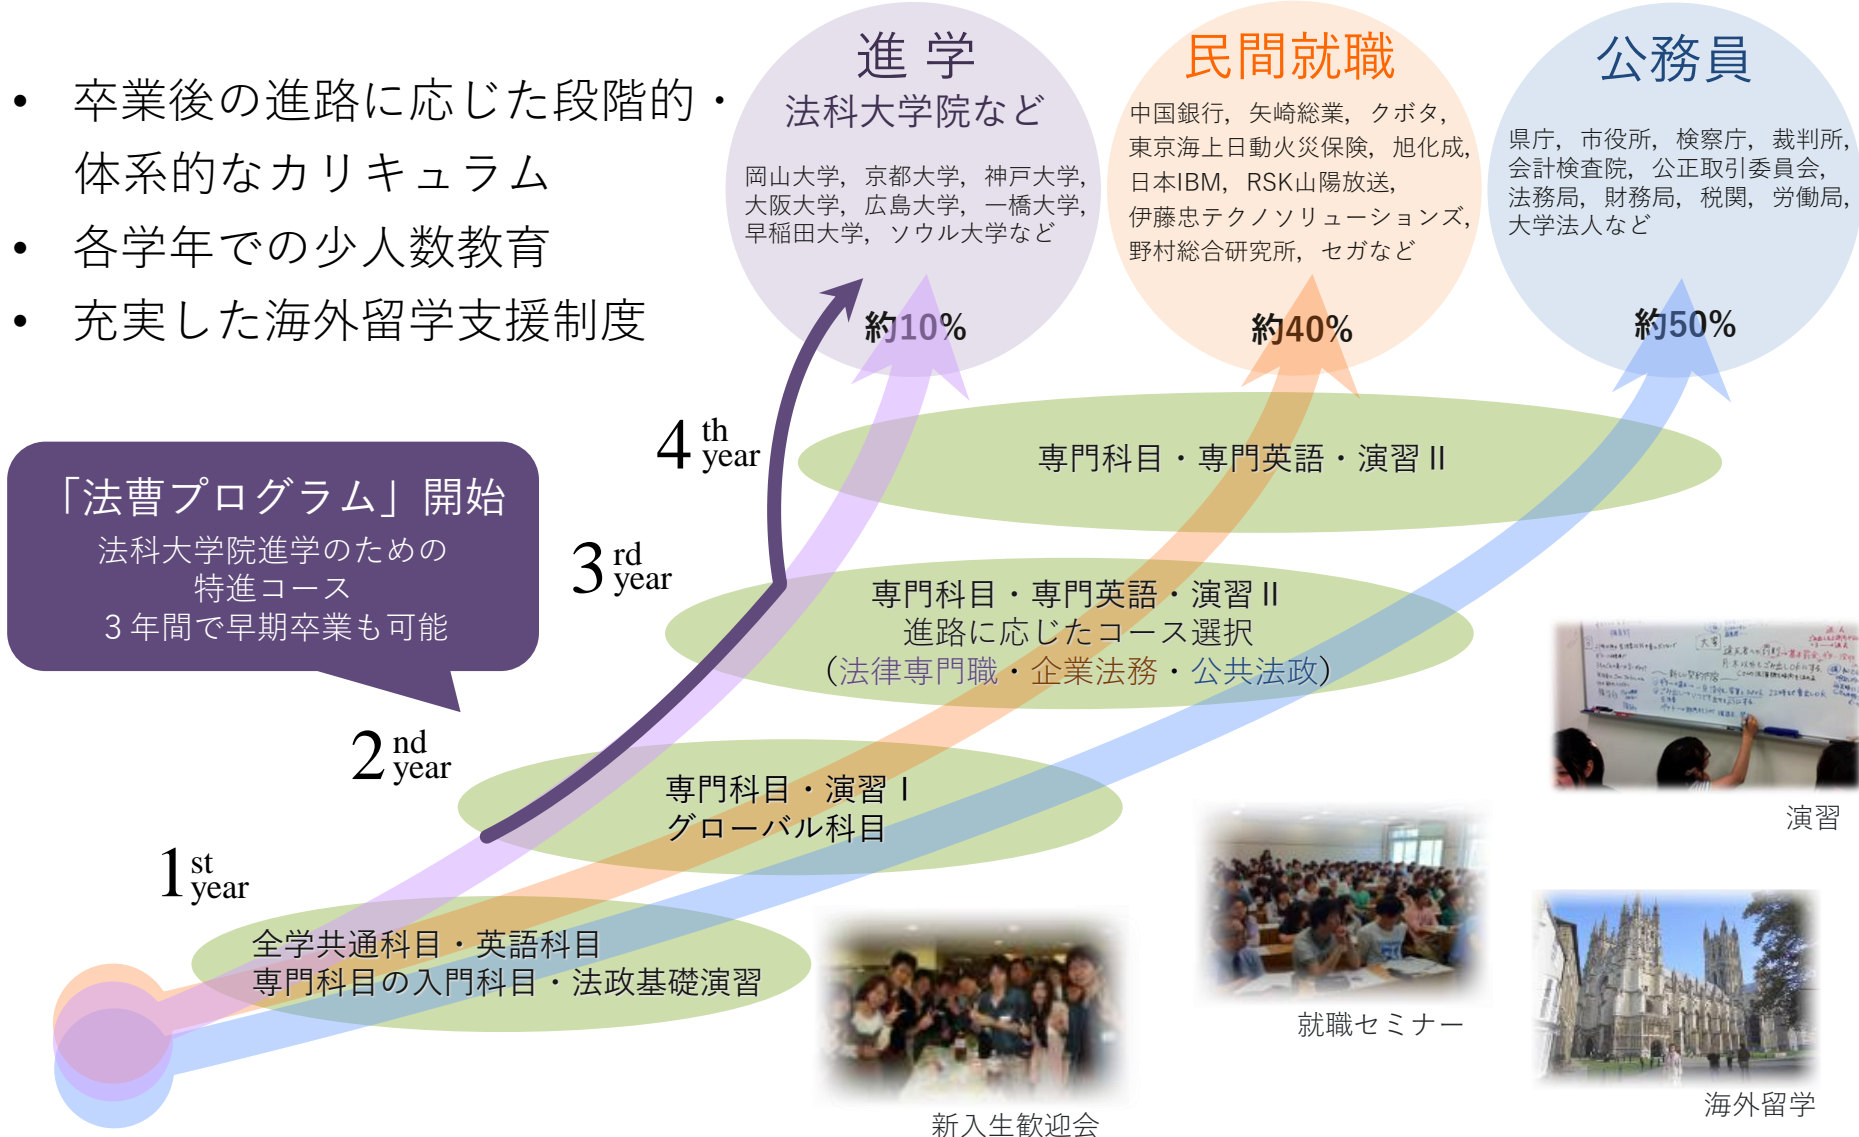 • 卒業後の進路に応じた段階的・
体系的なカリキュラム
• 各学年での少人数教育
• 充実した海外留学支援制度
進 学
法科大学院など
岡山大学，京都大学，神戸大学，
大阪大学，広島大学，一橋大学，
早稲田大学，ソウル大学など
約10%
民間就職
中国銀行，矢崎総業，クボタ，
東京海上日動火災保険，旭化成，
日本IBM，RSK山陽放送，
伊藤忠テクノソリューションズ，
野村総合研究所，セガなど
約40%
公務員
県庁，市役所，検察庁，裁判所，
会計検査院，公正取引委員会，
法務局，財務局，税関，労働局，
大学法人など
約50%
4 th year
専門科目・専門英語・演習Ⅱ
「法曹プログラム」開始
法科大学院進学のための
特進コース
３年間で早期卒業も可能
3 rd year
専門科目・専門英語・演習Ⅱ
進路に応じたコース選択
（法律専門職・企業法務・公共法政）
2 nd year
専門科目・演習Ⅰ
グローバル科目
1 st year
全学共通科目・英語科目
専門科目の入門科目・法政基礎演習
演習
就職セミナー
海外留学
新入生歓迎会